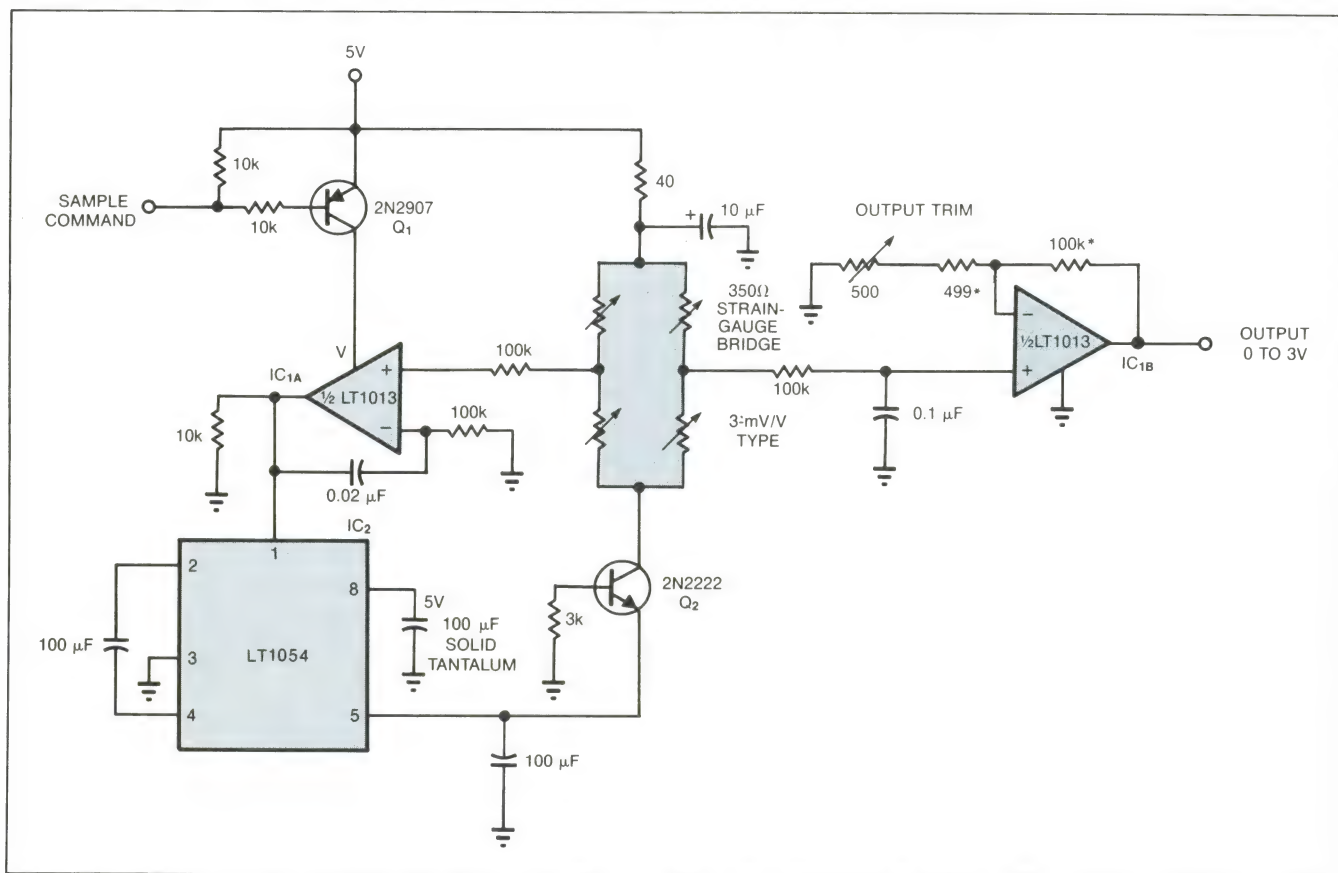 5V
10k
SAMPLE
COMMAND
10k
2N2907
Q1
40
+
10 µF
OUTPUT TRIM
500
499*
100k*
350Ω
STRAIN-
GAUGE
BRIDGE
−
+
½LT1013
IC1B
OUTPUT
0 TO 3V
V
IC1A
+
½ LT1013
−
100k
100k
10k
0.02 µF
100k
0.1 µF
3-mV/V
TYPE
IC2
1
2
8
5V
100 µF
SOLID
TANTALUM
100 µF
3
LT1054
4
5
3k
2N2222
Q2
100 µF